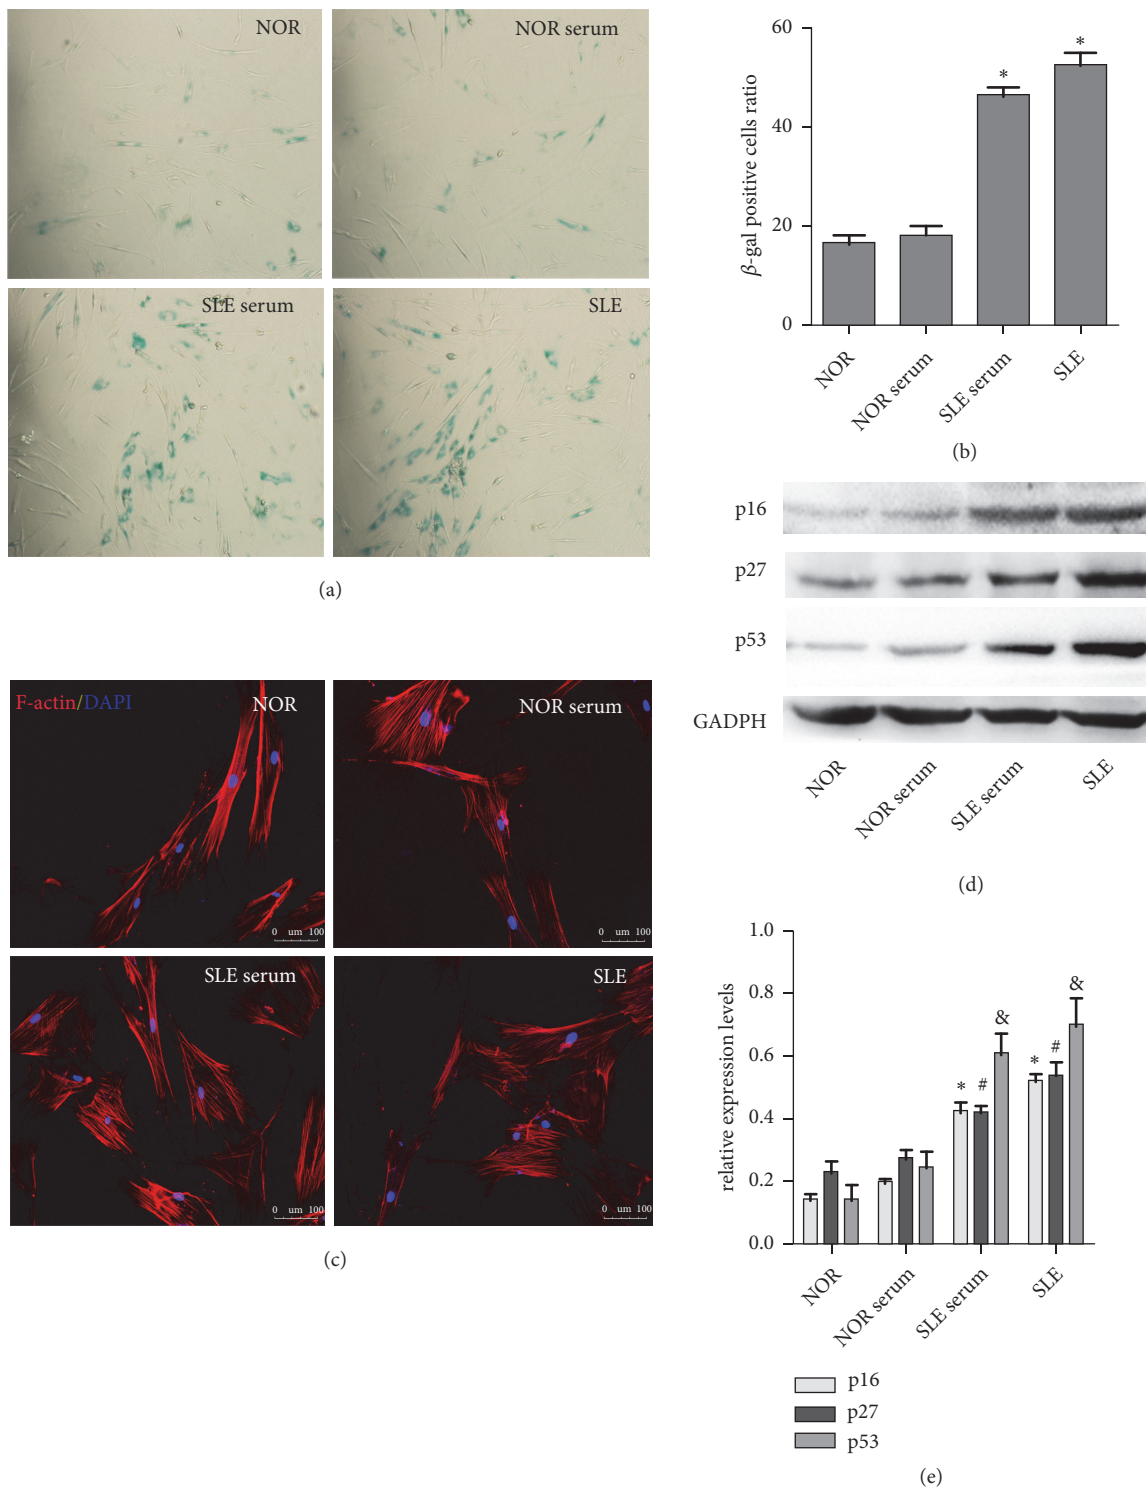 NOR
NOR serum
SLE serum
SLE
(a)
60
40
20
0
β-gal positive cells ratio
*
*
NOR
NOR serum
SLE serum
SLE
(b)
F-actin/DAPI
NOR
0 um 100
NOR serum
0 um 100
SLE serum
0 um 100
SLE
0 um 100
(c)
p16
p27
p53
GADPH
NOR
NOR serum
SLE serum
SLE
(d)
1.0
0.8
0.6
0.4
0.2
0.0
relative expression levels
* # &
* # &
NOR
NOR serum
SLE serum
SLE
p16
p27
p53
(e)